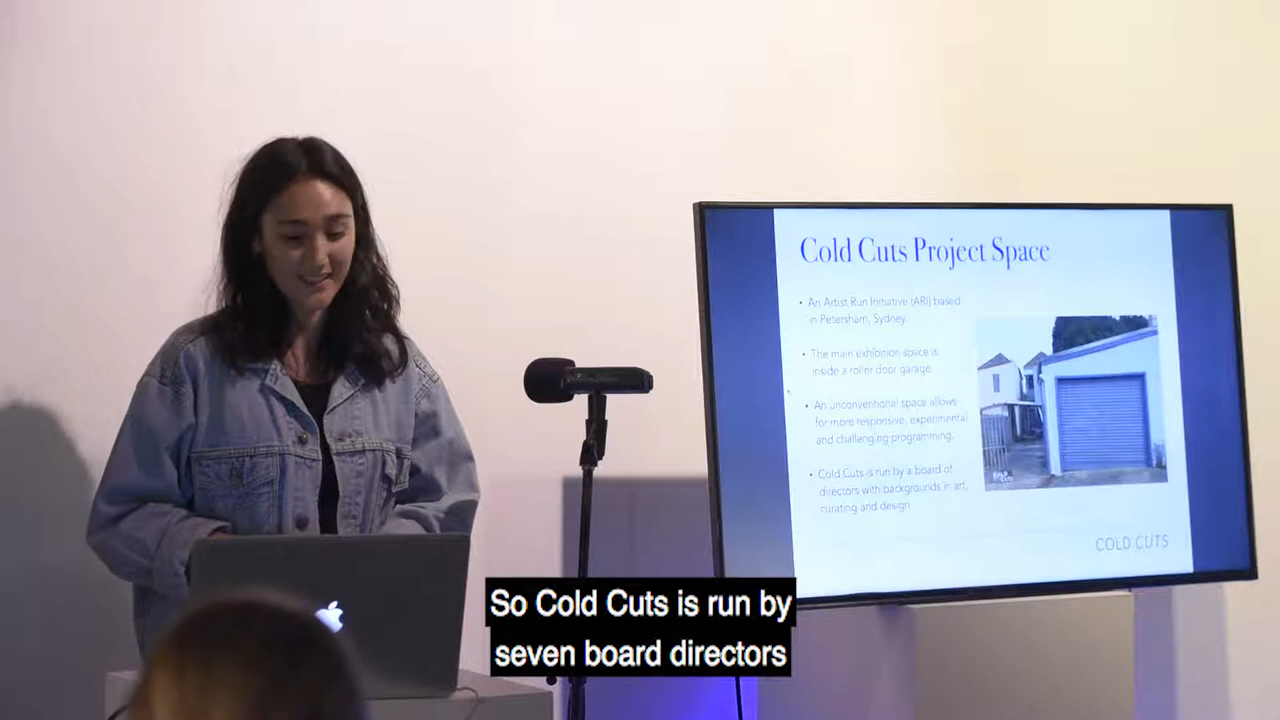 Cold Cuts Project Space
• An Artist Run Initiative (ARI) based
in Petersham, Sydney.
• The main exhibition space is
inside a roller door garage.
• An unconventional space allows
for more responsive, experimental
and challenging programming.
• Cold Cuts is run by a board of
directors with backgrounds in art,
curating and design.
COLD CUTS
So Cold Cuts is run by
seven board directors